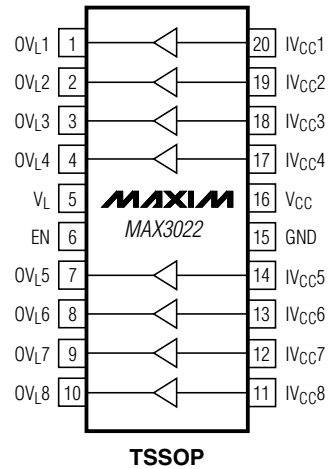 OVL1 1 20 IVCC1
OVL2 2 19 IVCC2
OVL3 3 18 IVCC3
OVL4 4 17 IVCC4
VL 5 MAXIM 16 VCC
EN 6 MAX3022 15 GND
OVL5 7 14 IVCC5
OVL6 8 13 IVCC6
OVL7 9 12 IVCC7
OVL8 10 11 IVCC8
TSSOP